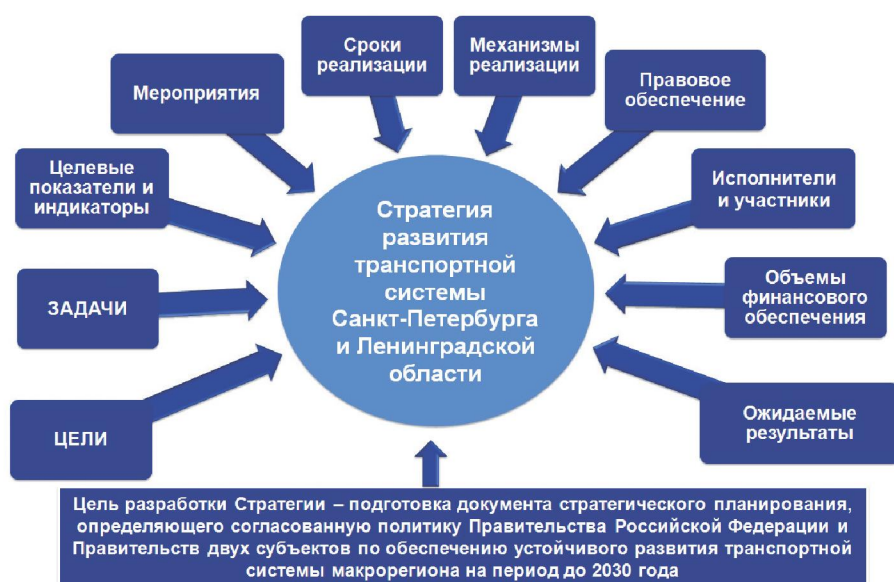 Сроки
реализации
Механизмы
реализации
Мероприятия
Правовое
обеспечение
Целевые
показатели и
индикаторы
Исполнители
и участники
ЗАДАЧИ
Объемы
финансового
обеспечения
ЦЕЛИ
Ожидаемые
результаты
Стратегия
развития
транспортной
системы
Санкт-Петербурга
и Ленинградской
области
Цель разработки Стратегии – подготовка документа стратегического планирования,
определяющего согласованную политику Правительства Российской Федерации и
Правительств двух субъектов по обеспечению устойчивого развития транспортной
системы макрорегиона на период до 2030 года